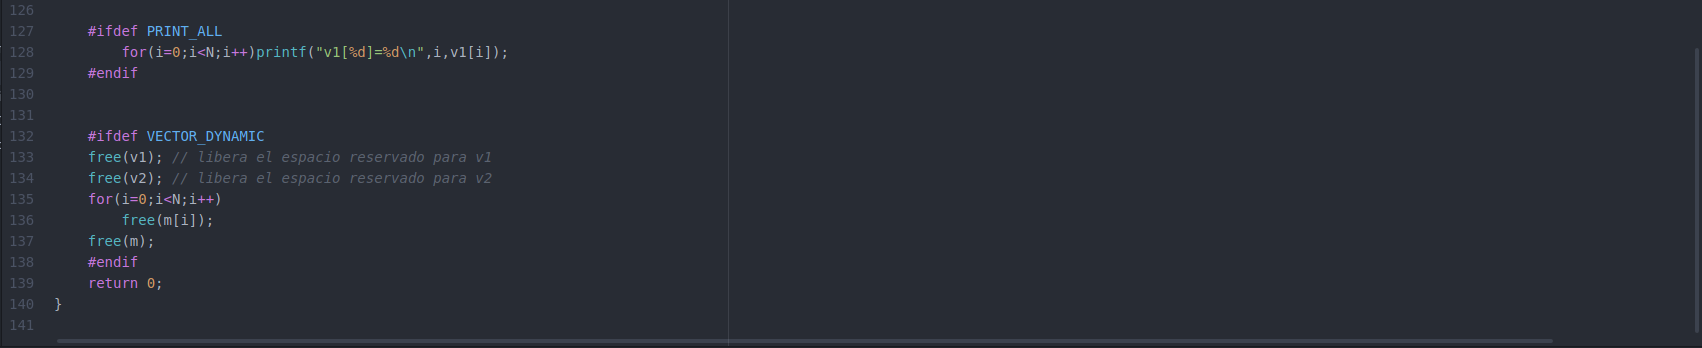 126
127 #ifdef PRINT_ALL
128 for(i=0;i<N;i++)printf("v1[%d]=%d\n",i,v1[i]);
129 #endif
130
131
132 #ifdef VECTOR_DYNAMIC
133 free(v1); // libera el espacio reservado para v1
134 free(v2); // libera el espacio reservado para v2
135 for(i=0;i<N;i++)
136 free(m[i]);
137 free(m);
138 #endif
139 return 0;
140 }
141